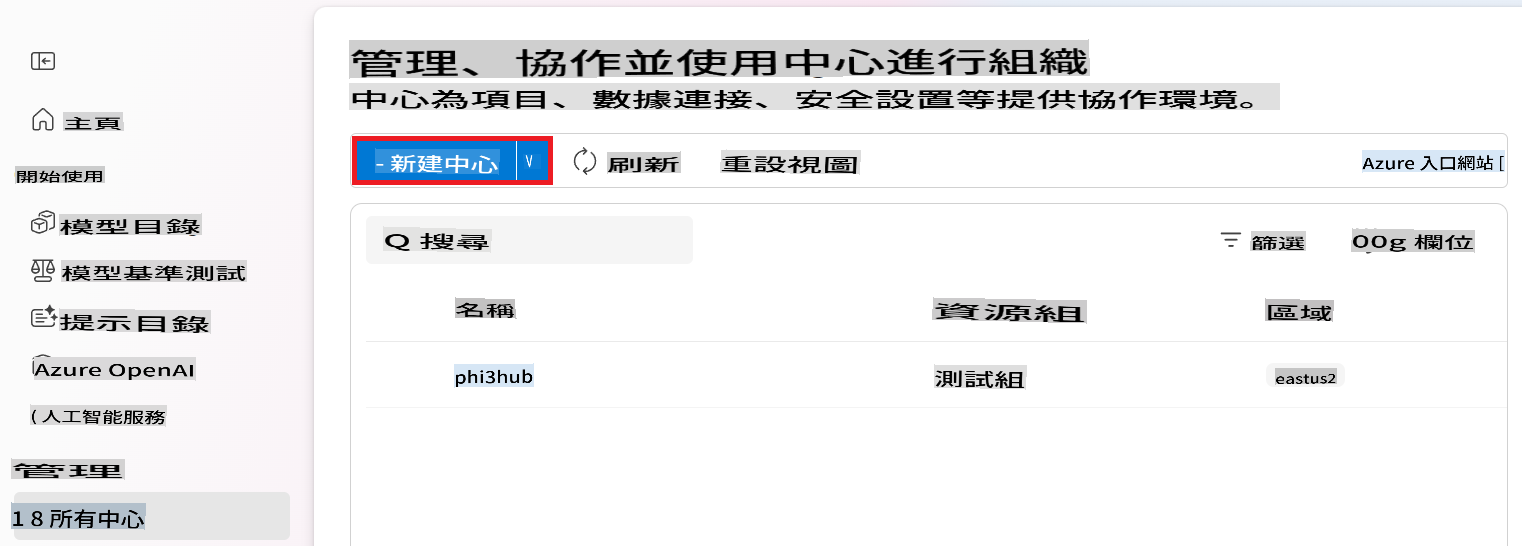 主頁
開始使用
模型目錄
模型基準測試
提示目錄
Azure OpenAI
(人工智能服務
管理
1 8 所有中心
管理、協作並使用中心進行組織
中心為項目、數據連接、安全設置等提供協作環境。
- 新建中心 V 刷新 重設視圖 Azure 入口網站 [
Q 搜尋 篩選 00g 欄位
名稱 資源組 區域
phi3hub 測試組 eastus2